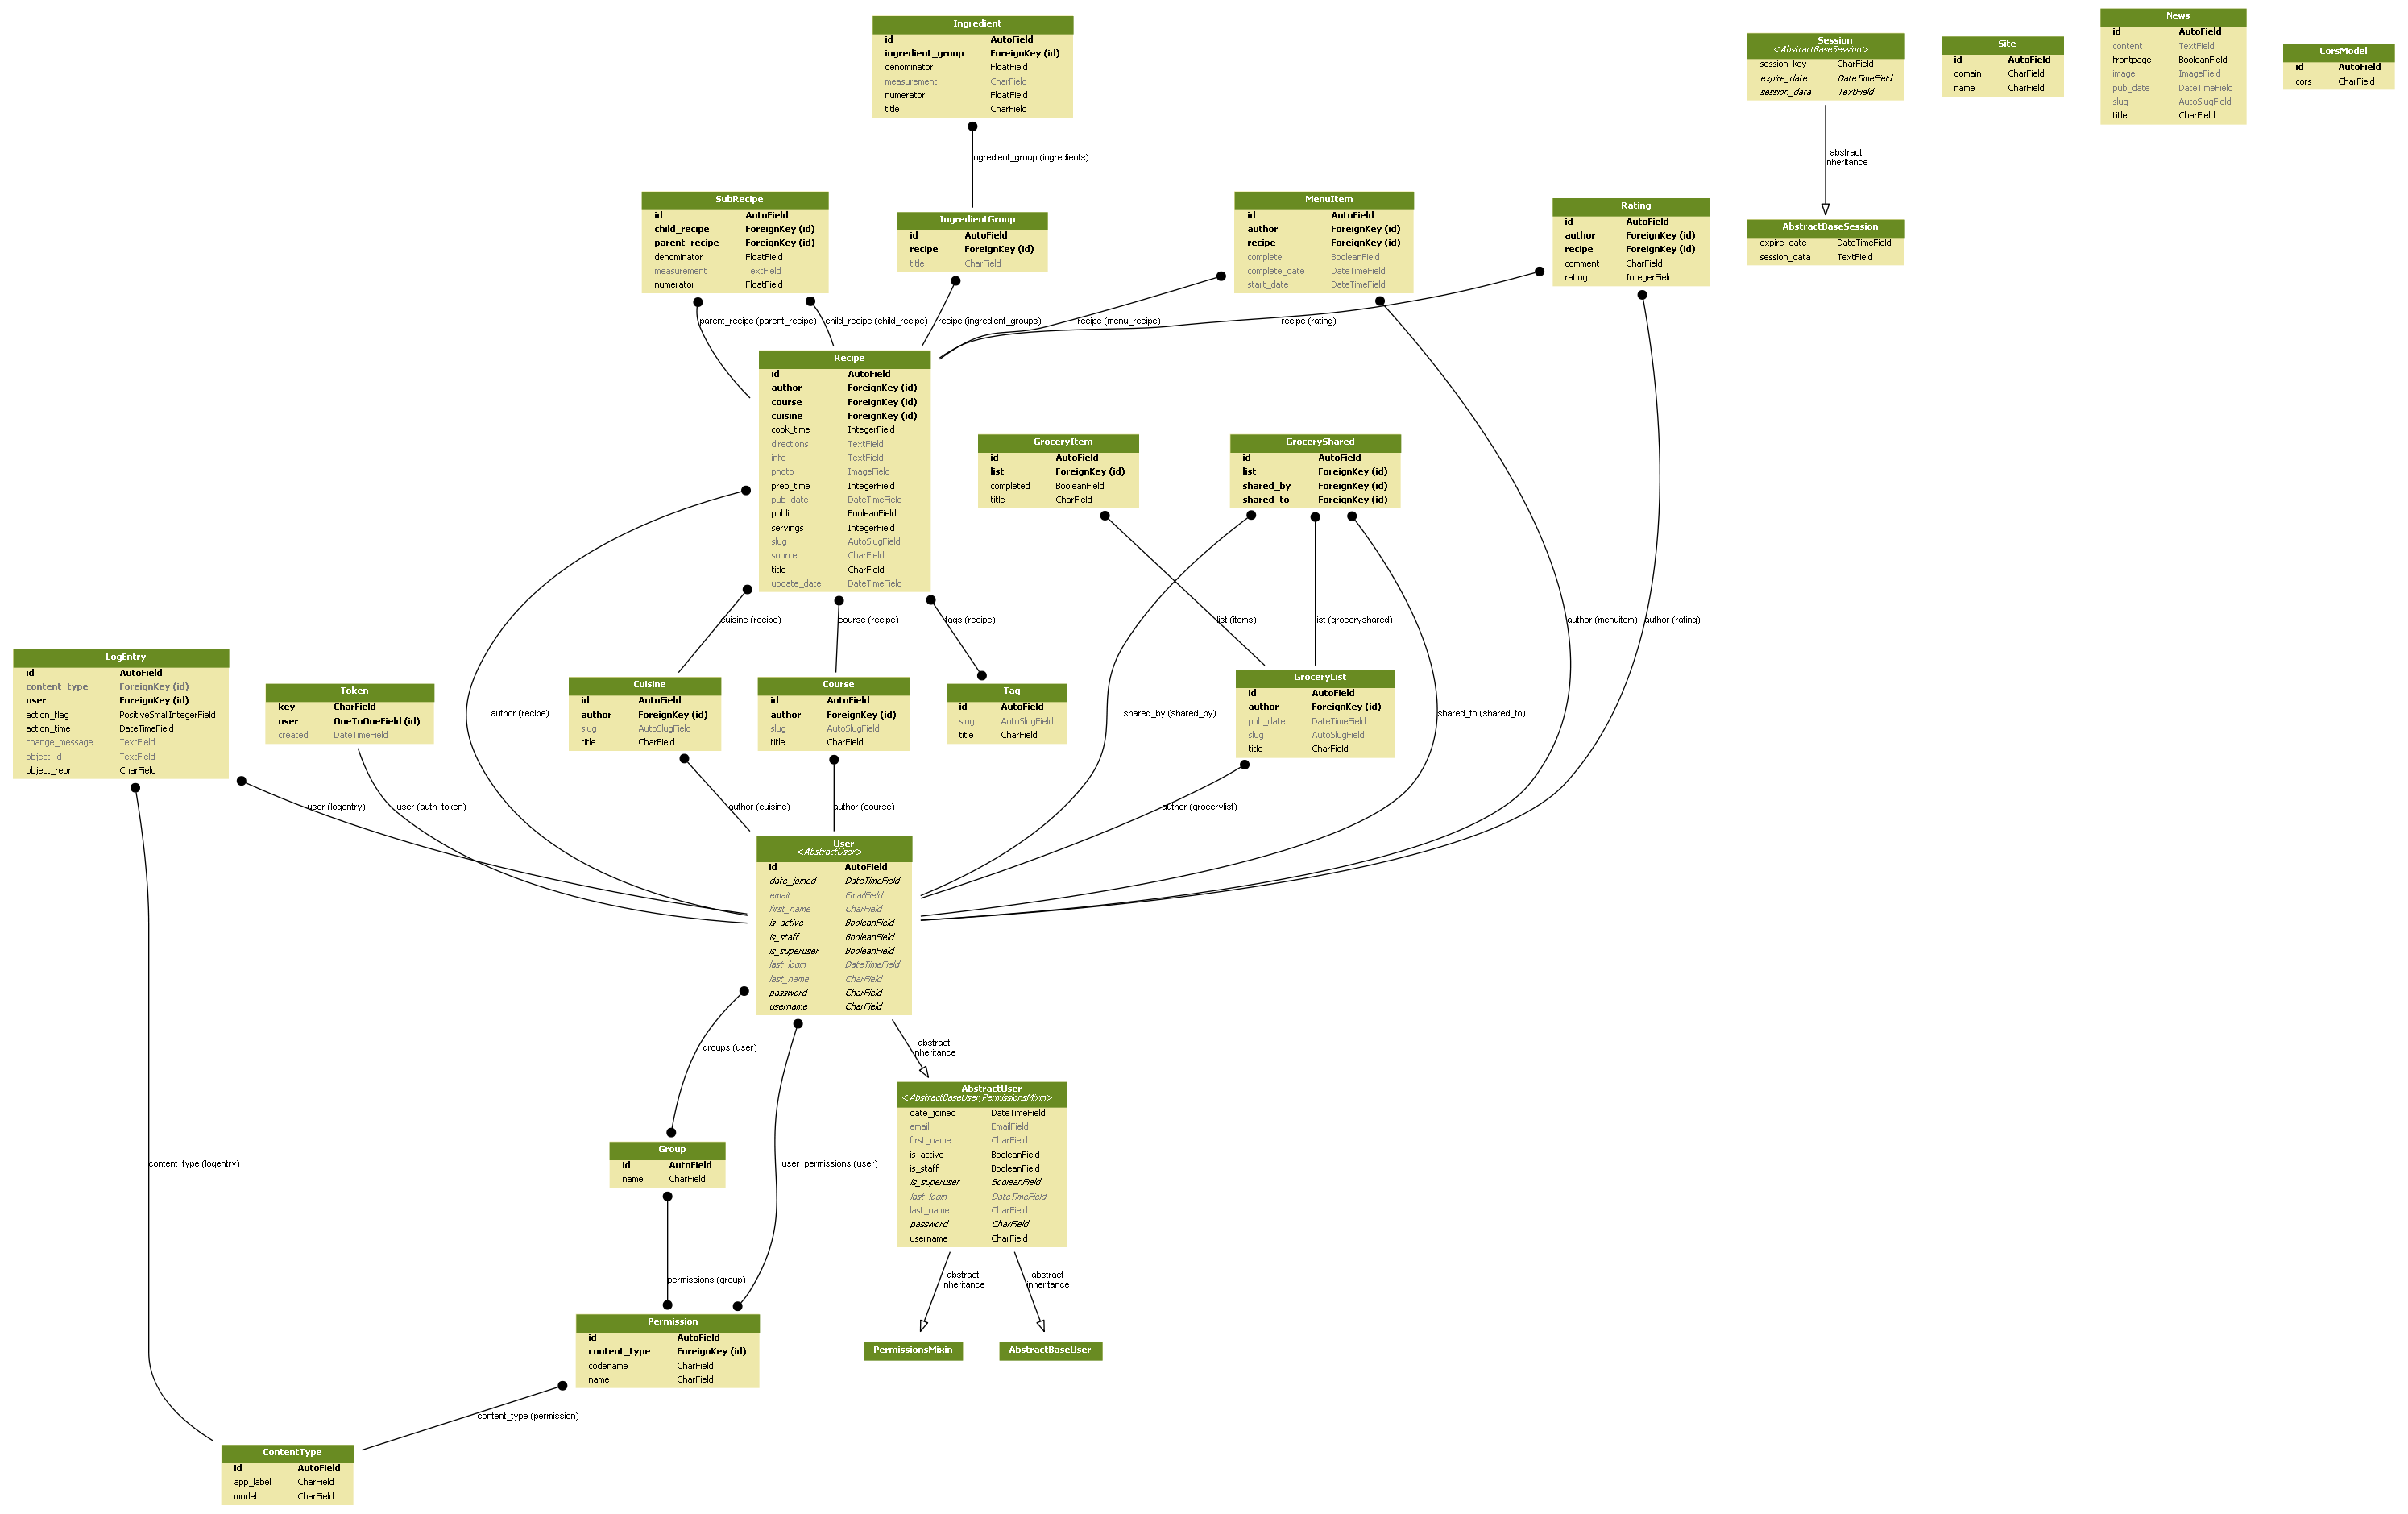 Ingredient
id AutoField
ingredient_group ForeignKey (id)
denominator FloatField
measurement CharField
numerator FloatField
title CharField
Session
<AbstractBaseSession>
session_key CharField
expire_date DateTimeField
session_data TextField
Site
id AutoField
domain CharField
name CharField
News
id AutoField
content TextField
frontpage BooleanField
image ImageField
pub_date DateTimeField
slug AutoSlugField
title CharField
CorsModel
id AutoField
cors CharField
ngredient_group (ingredients)
abstract
inheritance
SubRecipe
id AutoField
child_recipe ForeignKey (id)
parent_recipe ForeignKey (id)
denominator FloatField
measurement TextField
numerator FloatField
IngredientGroup
id AutoField
recipe ForeignKey (id)
title CharField
MenuItem
id AutoField
author ForeignKey (id)
recipe ForeignKey (id)
complete BooleanField
complete_date DateTimeField
start_date DateTimeField
Rating
id AutoField
author ForeignKey (id)
recipe ForeignKey (id)
comment CharField
rating IntegerField
AbstractBaseSession
expire_date DateTimeField
session_data TextField
parent_recipe (parent_recipe)
child_recipe (child_recipe)
recipe (ingredient_groups)
recipe (menu_recipe)
recipe (rating)
Recipe
id AutoField
author ForeignKey (id)
course ForeignKey (id)
cuisine ForeignKey (id)
cook_time IntegerField
directions TextField
info TextField
photo ImageField
prep_time IntegerField
pub_date DateTimeField
public BooleanField
servings IntegerField
slug AutoSlugField
source CharField
title CharField
update_date DateTimeField
GroceryItem
id AutoField
list ForeignKey (id)
completed BooleanField
title CharField
GroceryShared
id AutoField
list ForeignKey (id)
shared_by ForeignKey (id)
shared_to ForeignKey (id)
cuisine (recipe)
course (recipe)
tags (recipe)
list (items)
list (groceryshared)
author (menuitem)
author (rating)
LogEntry
id AutoField
content_type ForeignKey (id)
user ForeignKey (id)
action_flag PositiveSmallIntegerField
action_time DateTimeField
change_message TextField
object_id TextField
object_repr CharField
Token
key CharField
user OneToOneField (id)
created DateTimeField
author (recipe)
Cuisine
id AutoField
author ForeignKey (id)
slug AutoSlugField
title CharField
Course
id AutoField
author ForeignKey (id)
slug AutoSlugField
title CharField
Tag
id AutoField
slug AutoSlugField
title CharField
shared_by (shared_by)
GroceryList
id AutoField
author ForeignKey (id)
pub_date DateTimeField
slug AutoSlugField
title CharField
shared_to (shared_to)
user (logentry)
user (auth_token)
author (cuisine)
author (course)
author (grocerylist)
User
<AbstractUser>
id AutoField
date_joined DateTimeField
email EmailField
first_name CharField
is_active BooleanField
is_staff BooleanField
is_superuser BooleanField
last_login DateTimeField
last_name CharField
password CharField
username CharField
groups (user)
abstract
inheritance
AbstractUser
<AbstractBaseUser,PermissionsMixin>
date_joined DateTimeField
email EmailField
first_name CharField
is_active BooleanField
is_staff BooleanField
is_superuser BooleanField
last_login DateTimeField
last_name CharField
password CharField
username CharField
Group
id AutoField
name CharField
content_type (logentry)
user_permissions (user)
permissions (group)
abstract
inheritance
abstract
inheritance
Permission
id AutoField
content_type ForeignKey (id)
codename CharField
name CharField
PermissionsMixin
AbstractBaseUser
content_type (permission)
ContentType
id AutoField
app_label CharField
model CharField